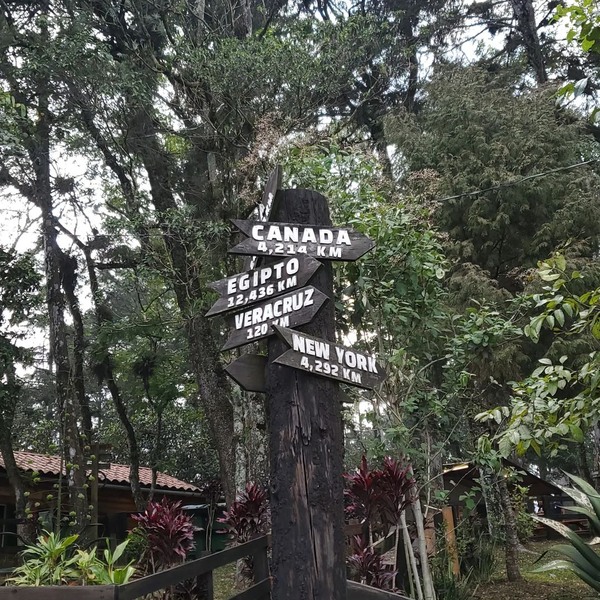 CANADA
4,214 KM
EGIPTO
12,436 KM
VERACRUZ
120 KM
NEW YORK
4,292 KM